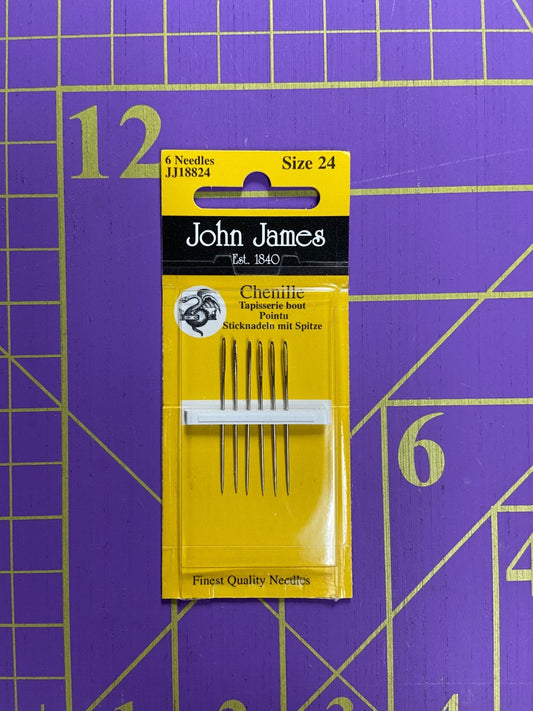 12
6 Needles
JJ18824
Size 24
John James
Est. 1840
Chenille
Tapisserie bout
Pointu
Sticknadeln mit Spitze
6
4
Finest Quality Needles